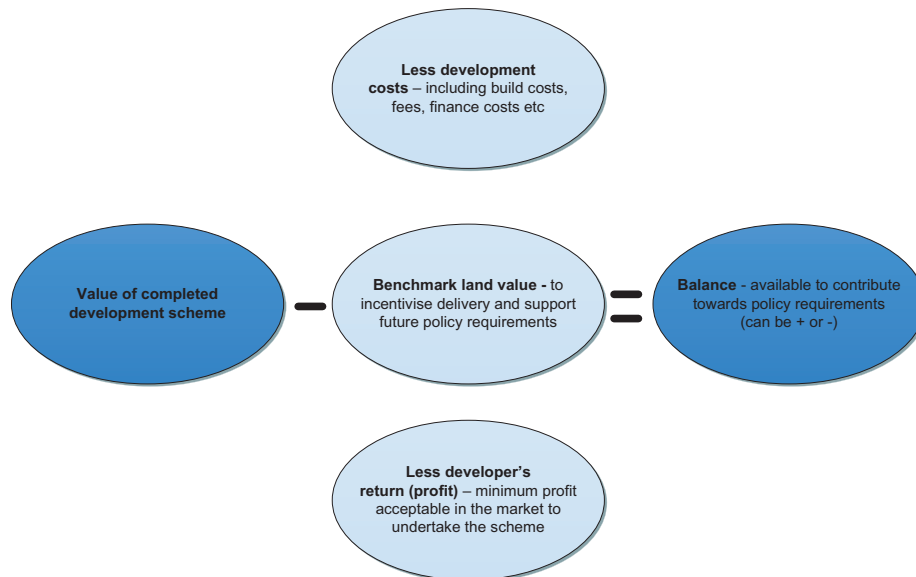 Less development
costs – including build costs,
fees, finance costs etc
Value of completed
development scheme
Benchmark land value - to
incentivise delivery and support
future policy requirements
Balance - available to contribute
towards policy requirements
(can be + or -)
Less developer’s
return (profit) – minimum profit
acceptable in the market to
undertake the scheme